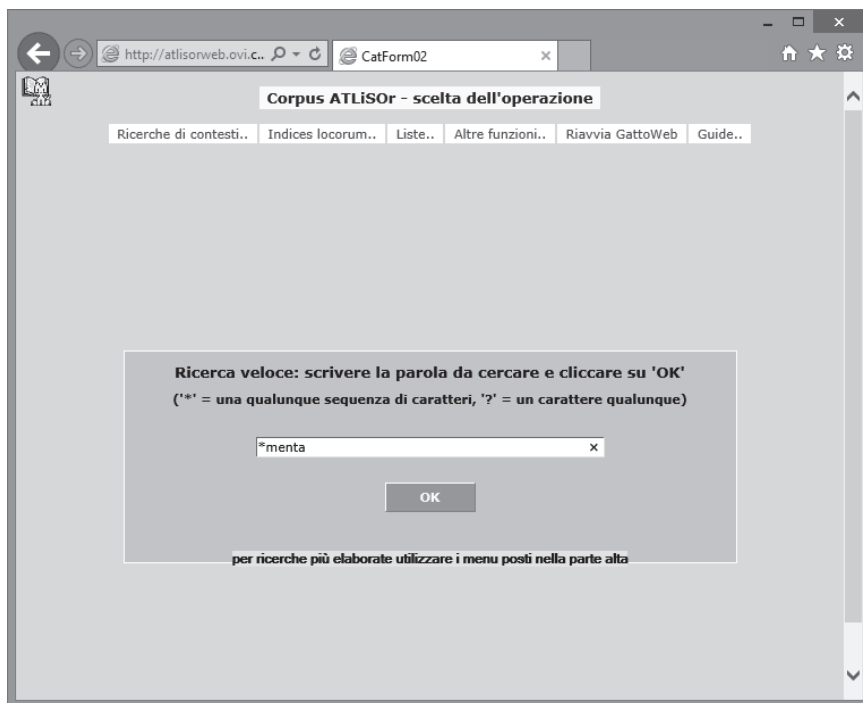 http://atlisorweb.ovi.c..
CatForm02
Corpus ATLiSOr - scelta dell'operazione
Ricerche di contesti.. Indices locorum.. Liste.. Altre funzioni.. Riavvia GattoWeb Guide..
Ricerca veloce: scrivere la parola da cercare e cliccare su 'OK'
('*' = una qualunque sequenza di caratteri, '?' = un carattere qualunque)
*menta
OK
per ricerche più elaborate utilizzare i menu posti nella parte alta